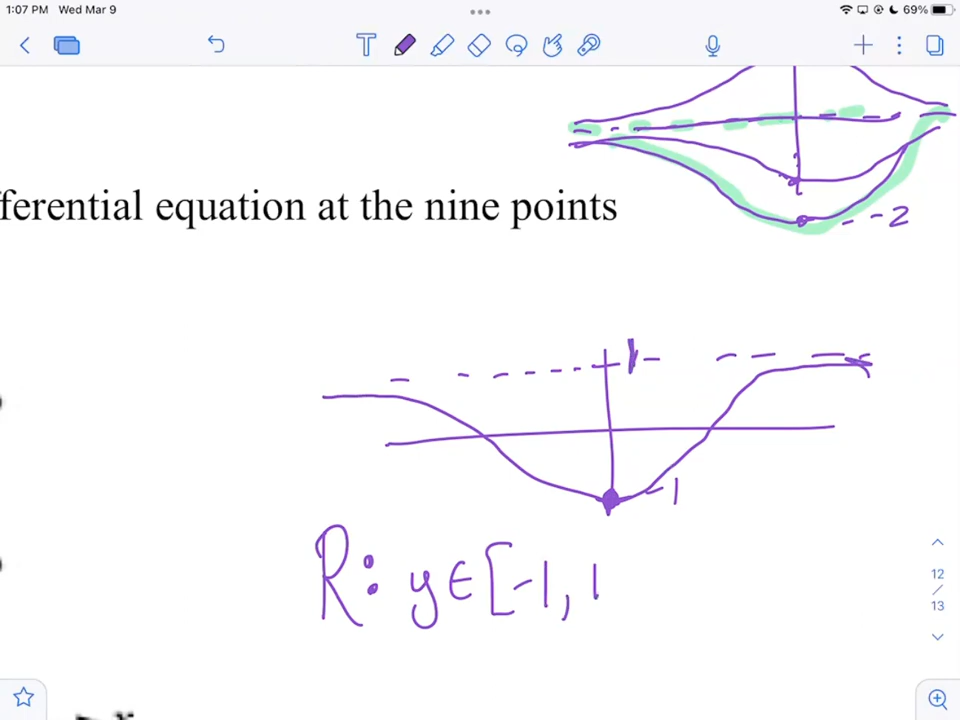 1:07 PM Wed Mar 9
69%
T
-2
fferential equation at the nine points
1
-1
R: y∈[-1, 1
12
/
13